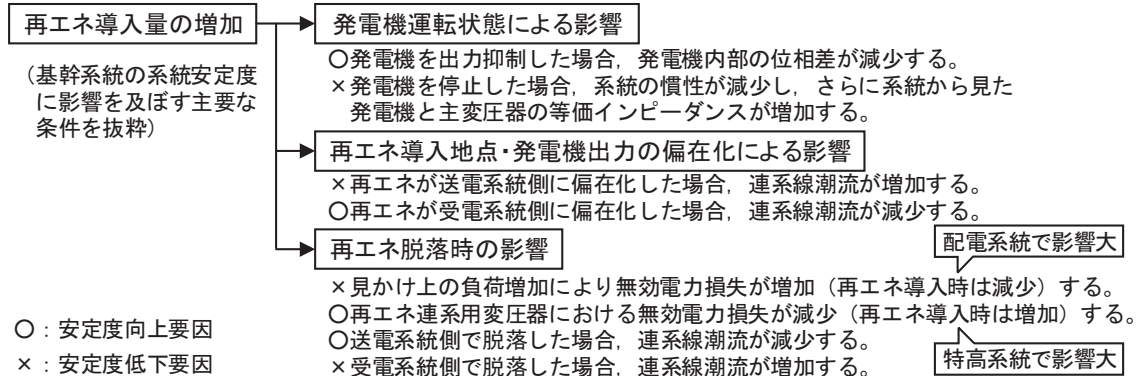 再エネ導入量の増加
（基幹系統の系統安定度
に影響を及ぼす主要な
条件を抜粋）
発電機運転状態による影響
〇発電機を出力抑制した場合，発電機内部の位相差が減少する。
×発電機を停止した場合，系統の慣性が減少し，さらに系統から見た
発電機と主変圧器の等価インピーダンスが増加する。
再エネ導入地点・発電機出力の偏在化による影響
×再エネが送電系統側に偏在化した場合，連系線潮流が増加する。
〇再エネが受電系統側に偏在化した場合，連系線潮流が減少する。
再エネ脱落時の影響
配電系統で影響大
×見かけ上の負荷増加により無効電力損失が増加（再エネ導入時は減少）する。
〇再エネ連系用変圧器における無効電力損失が減少（再エネ導入時は増加）する。
〇送電系統側で脱落した場合，連系線潮流が減少する。
×受電系統側で脱落した場合，連系線潮流が増加する。
特高系統で影響大
〇：安定度向上要因
×：安定度低下要因